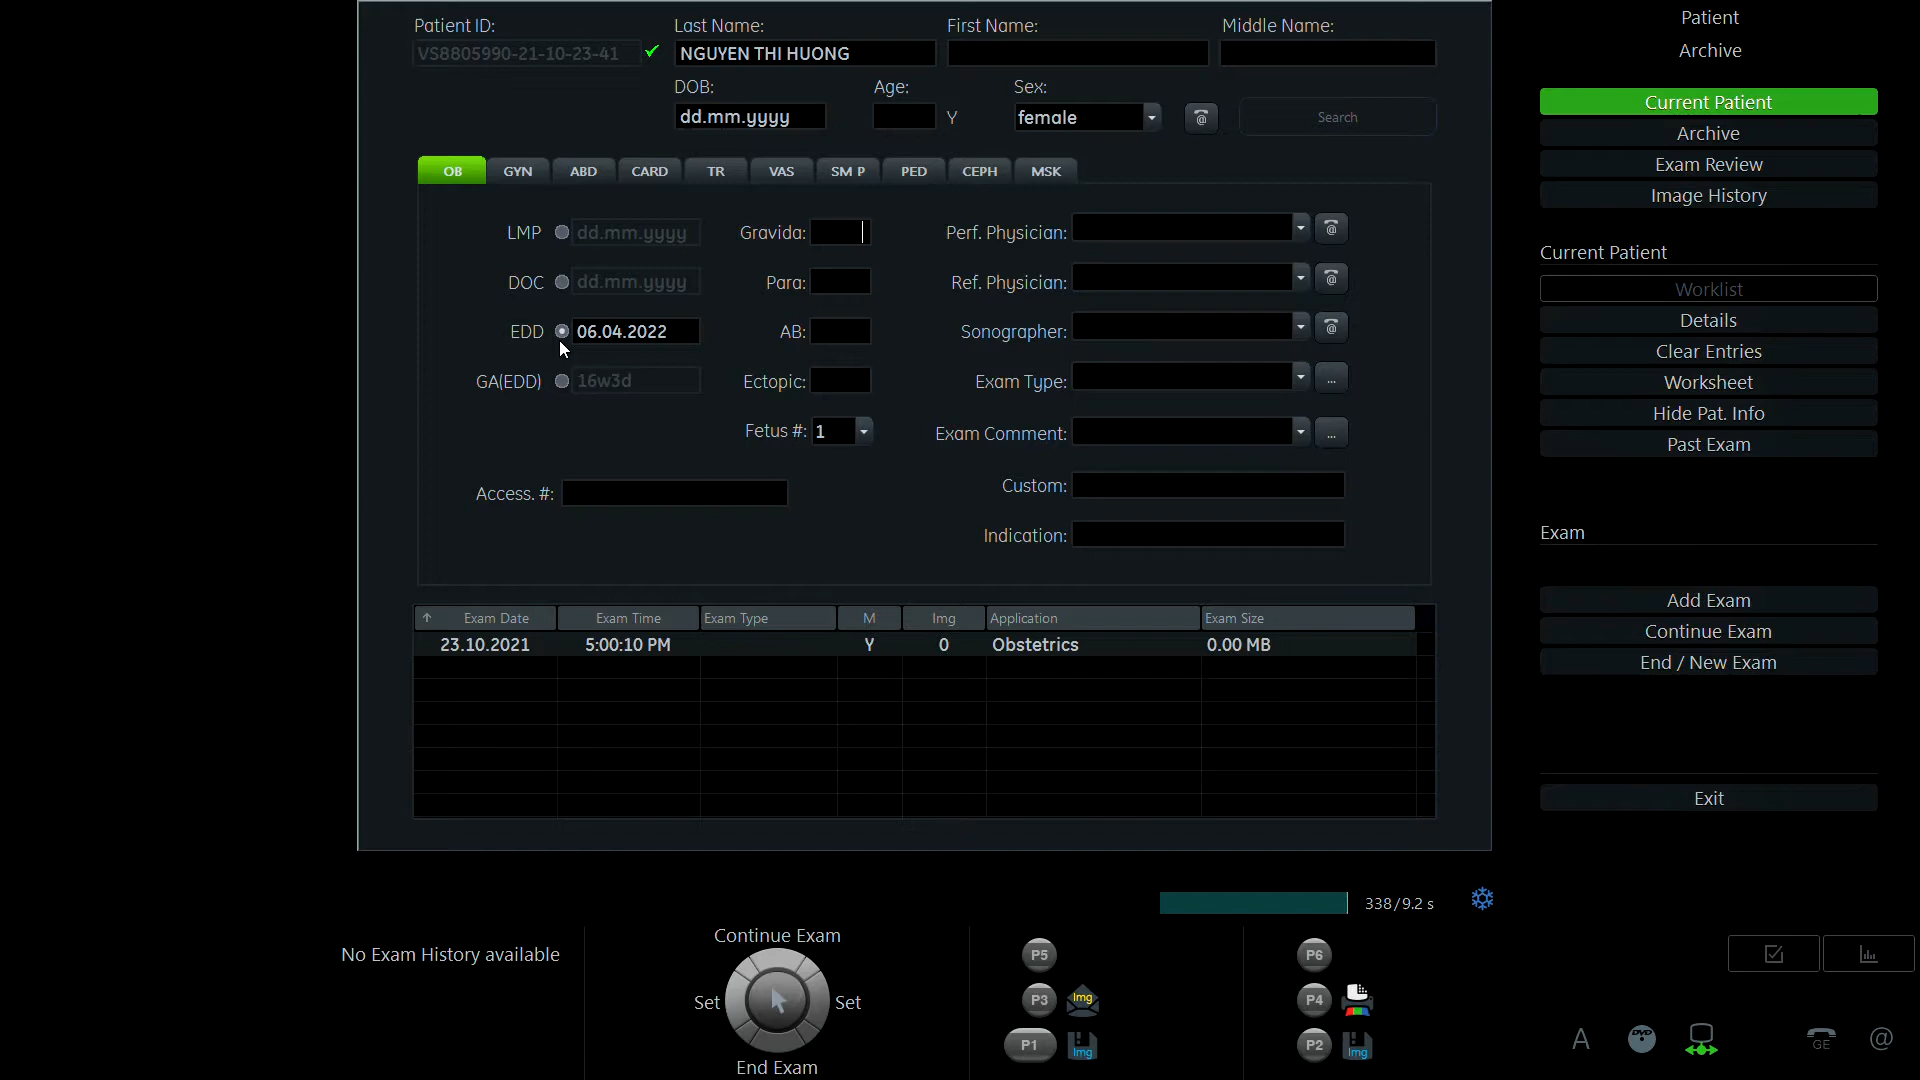 Patient ID: Last Name: First Name: Middle Name:
VS8805990-21-10-23-41 NGUYEN THI HUONG
DOB: Age: Sex:
dd.mm.yyyy Y female Search
OB GYN ABD CARD TR VAS SM P PED CEPH MSK
LMP dd.mm.yyyy Gravida: Perf. Physician:
DOC dd.mm.yyyy Para: Ref. Physician:
EDD 06.04.2022 AB: Sonographer:
GA(EDD) 16w3d Ectopic: Exam Type: ...
Fetus #: 1 Exam Comment: ...
Access. #: Custom:
Indication:
Exam Date Exam Time Exam Type M Img Application Exam Size
23.10.2021 5:00:10 PM Y 0 Obstetrics 0.00 MB
Patient
Archive
Current Patient
Archive
Exam Review
Image History
Current Patient
Worklist
Details
Clear Entries
Worksheet
Hide Pat. Info
Past Exam
Exam
Add Exam
Continue Exam
End / New Exam
Exit
338/9.2 s
No Exam History available
Continue Exam
Set Set
End Exam
P5
P3 Img
P1 Img
P6
P4
P2 Img
A DVD GE @